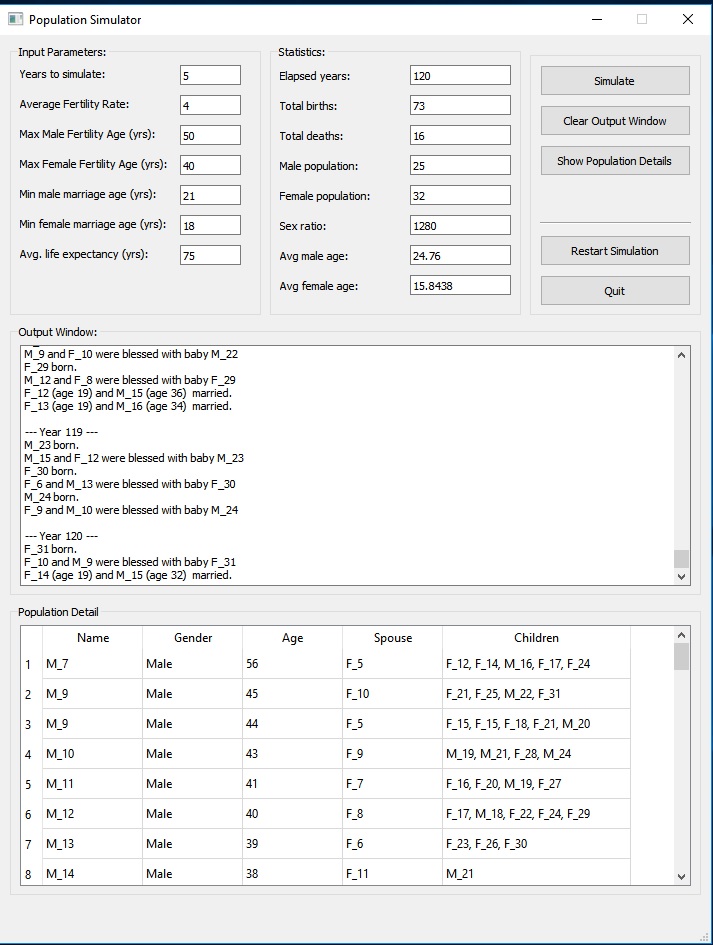 Population Simulator
Input Parameters:
Years to simulate: 5
Average Fertility Rate: 4
Max Male Fertility Age (yrs): 50
Max Female Fertility Age (yrs): 40
Min male marriage age (yrs): 21
Min female marriage age (yrs): 18
Avg. life expectancy (yrs): 75
Statistics:
Elapsed years: 120
Total births: 73
Total deaths: 16
Male population: 25
Female population: 32
Sex ratio: 1280
Avg male age: 24.76
Avg female age: 15.8438
Simulate
Clear Output Window
Show Population Details
Restart Simulation
Quit
Output Window:
M_9 and F_10 were blessed with baby M_22
F_29 born.
M_12 and F_8 were blessed with baby F_29
F_12 (age 19) and M_15 (age 36)  married.
F_13 (age 19) and M_16 (age 34)  married.
--- Year 119 ---
M_23 born.
M_15 and F_12 were blessed with baby M_23
F_30 born.
F_6 and M_13 were blessed with baby F_30
M_24 born.
F_9 and M_10 were blessed with baby M_24
--- Year 120 ---
F_31 born.
F_10 and M_9 were blessed with baby F_31
F_14 (age 19) and M_15 (age 32)  married.
Population Detail
Name Gender Age Spouse Children
1 M_7 Male 56 F_5 F_12, F_14, M_16, F_17, F_24
2 M_9 Male 45 F_10 F_21, F_25, M_22, F_31
3 M_9 Male 44 F_5 F_15, F_15, F_18, F_21, M_20
4 M_10 Male 43 F_9 M_19, M_21, F_28, M_24
5 M_11 Male 41 F_7 F_16, F_20, M_19, F_27
6 M_12 Male 40 F_8 F_17, M_18, F_22, F_24, F_29
7 M_13 Male 39 F_6 F_23, F_26, F_30
8 M_14 Male 38 F_11 M_21